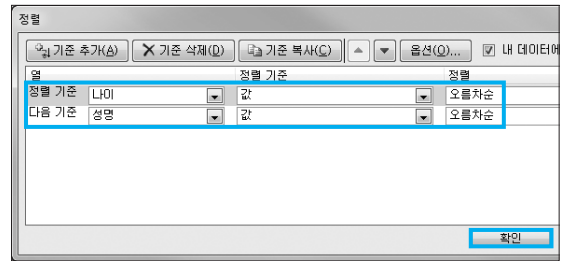 정렬
기준 추가(A) 기준 삭제(D) 기준 복사(C) 옵션(O)... 내 데이터에
열 정렬 기준 정렬
정렬 기준 나이 값 오름차순
다음 기준 성명 값 오름차순
확인